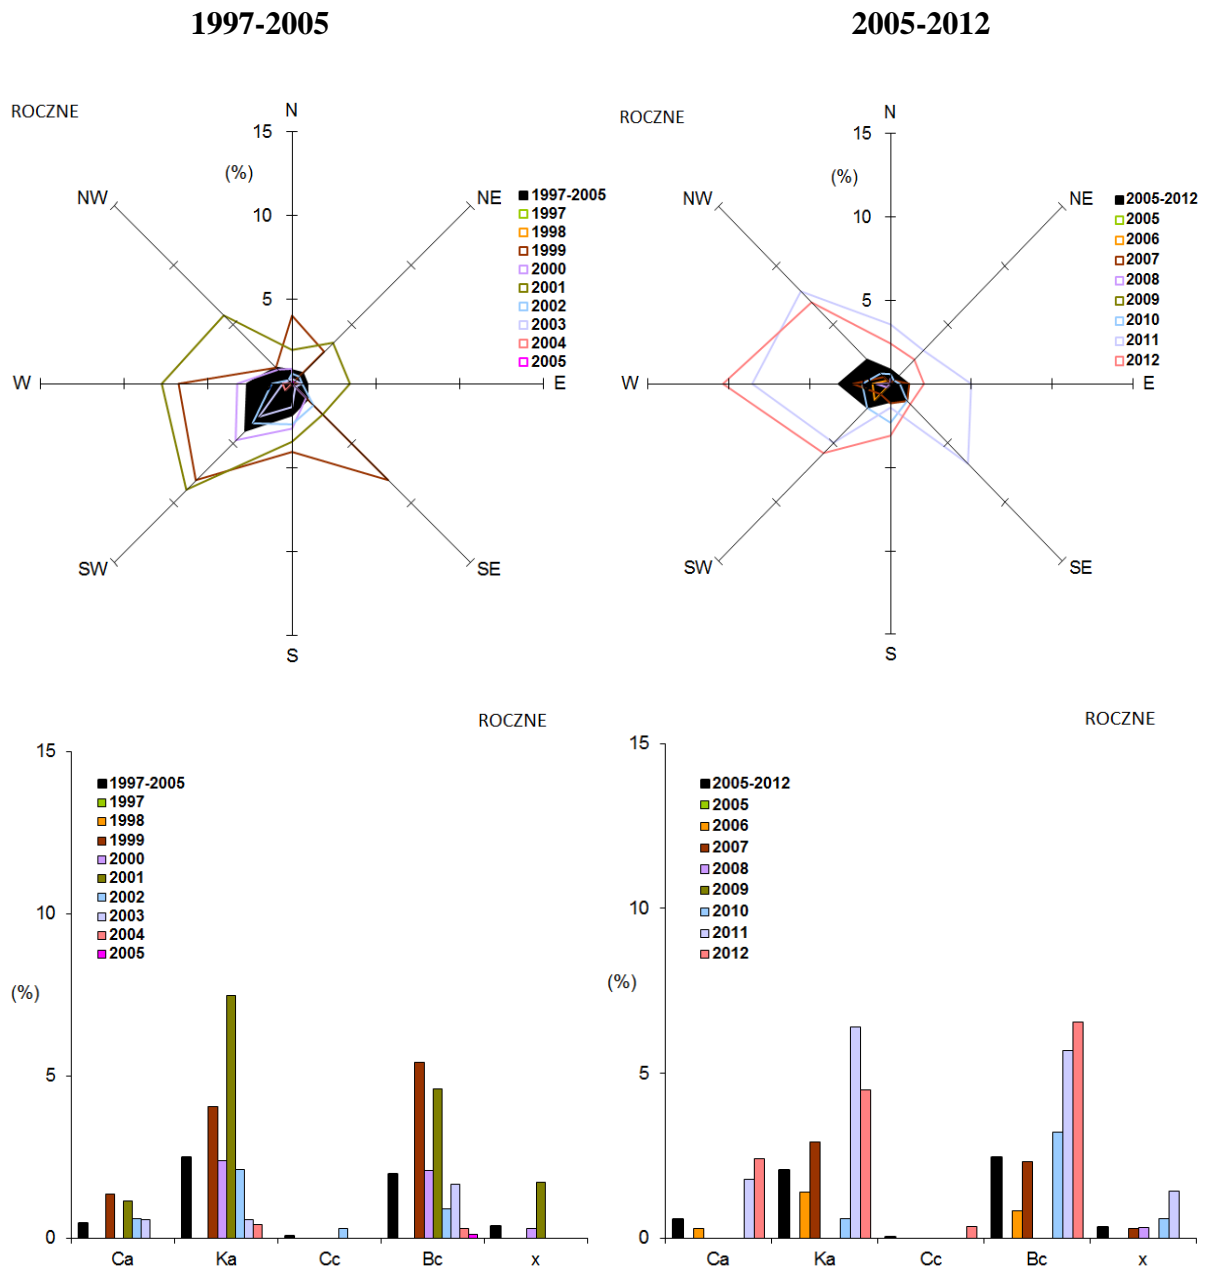 1997-2005
2005-2012
ROCZNE
N
15
(%)
NW
NE
10
5
W
E
SW
SE
S
1997-2005
1997
1998
1999
2000
2001
2002
2003
2004
2005
ROCZNE
N
15
(%)
NW
NE
10
5
W
E
SW
SE
S
2005-2012
2005
2006
2007
2008
2009
2010
2011
2012
ROCZNE
15
10
(%)
5
0
1997-2005
1997
1998
1999
2000
2001
2002
2003
2004
2005
Ca Ka Cc Bc x
ROCZNE
15
10
(%)
5
0
2005-2012
2005
2006
2007
2008
2009
2010
2011
2012
Ca Ka Cc Bc x